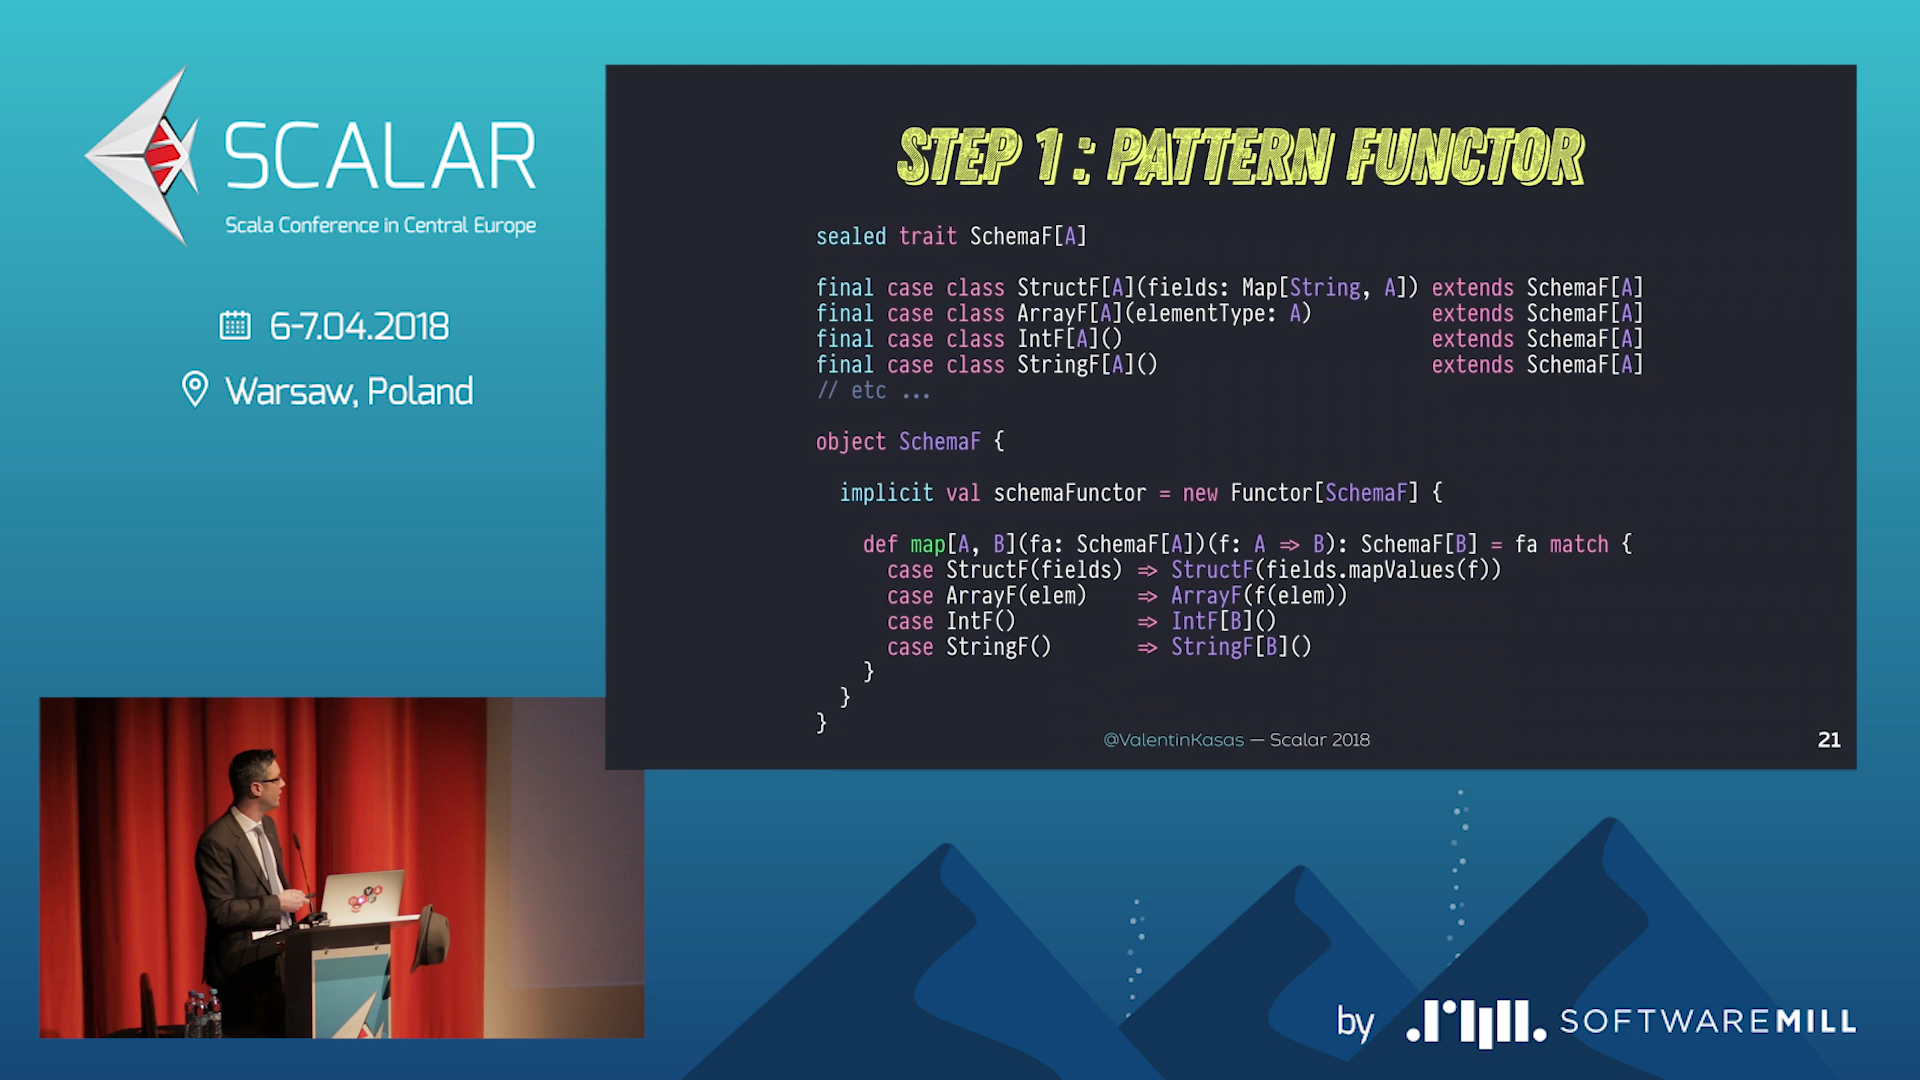 SCALAR
Scala Conference in Central Europe
6-7.04.2018
Warsaw, Poland
STEP 1 : PATTERN FUNCTOR
sealed trait SchemaF[A]
final case class StructF[A](fields: Map[String, A]) extends SchemaF[A]
final case class ArrayF[A](elementType: A)          extends SchemaF[A]
final case class IntF[A]()                          extends SchemaF[A]
final case class StringF[A]()                       extends SchemaF[A]
// etc ...
object SchemaF {
  implicit val schemaFunctor = new Functor[SchemaF] {
    def map[A, B](fa: SchemaF[A])(f: A => B): SchemaF[B] = fa match {
      case StructF(fields) => StructF(fields.mapValues(f))
      case ArrayF(elem)    => ArrayF(f(elem))
      case IntF()          => IntF[B]()
      case StringF()       => StringF[B]()
    }
  }
}
@ValentinKasas — Scalar 2018
21
by SOFTWAREMILL